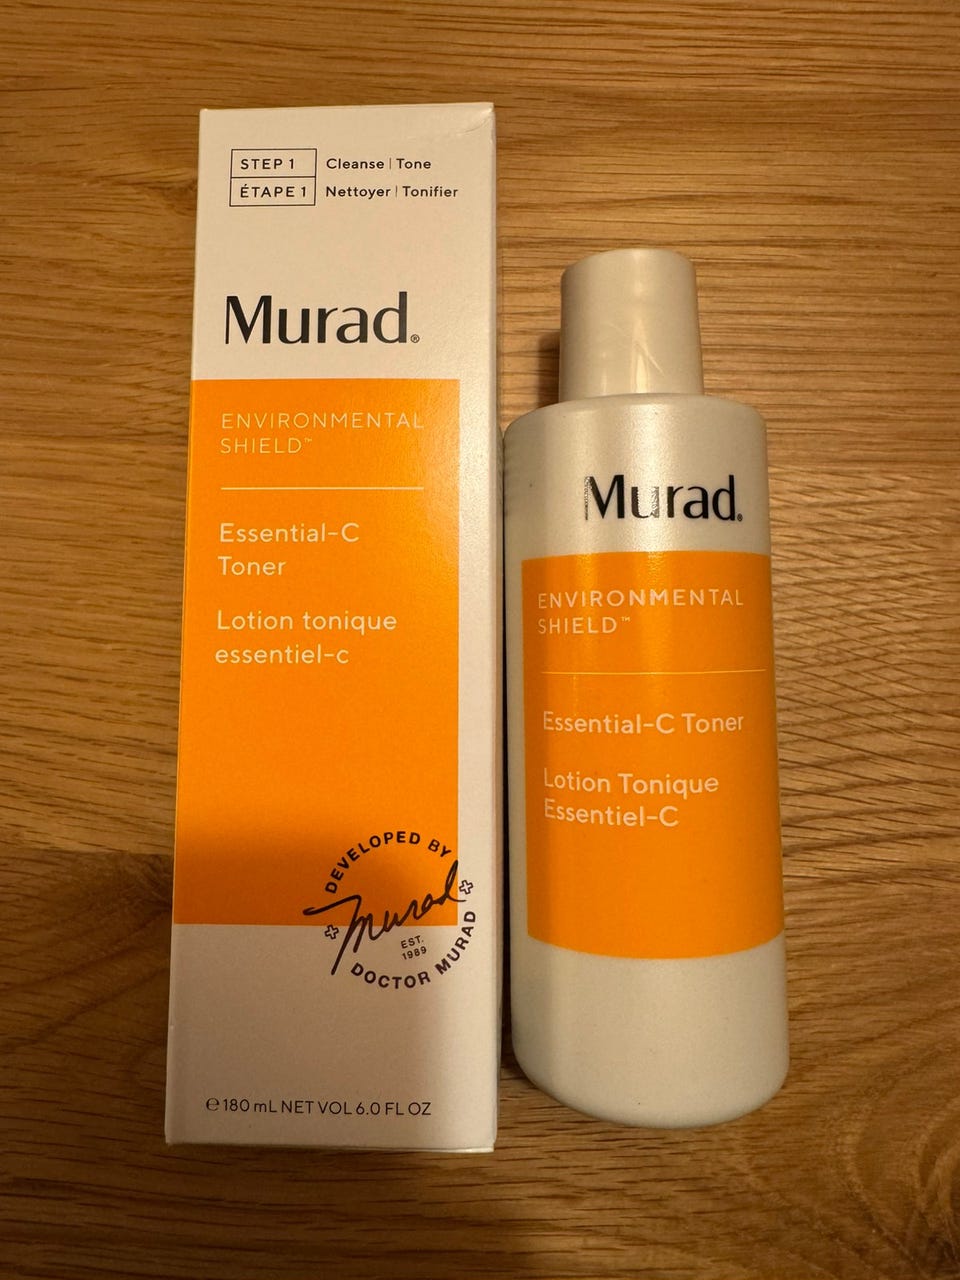 STEP 1 Cleanse | Tone
ÉTAPE 1 Nettoyer | Tonifier
Murad®
ENVIRONMENTAL
SHIELD™
Essential-C
Toner
Lotion tonique
essentiel-c
DEVELOPED BY
Murad
EST.
1989
DOCTOR MURAD
℮ 180 mL NET VOL 6.0 FL OZ
Murad®
ENVIRONMENTAL
SHIELD™
Essential-C Toner
Lotion Tonique
Essentiel-C